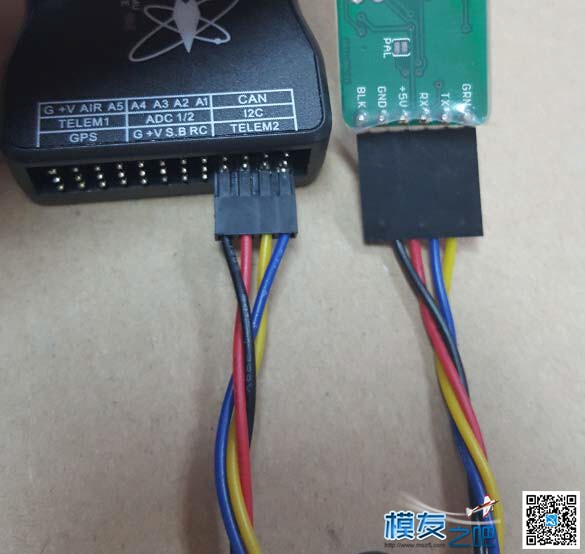 G +V AIR A5 A4 A3 A2 A1 CAN
TELEM1 ADC 1/2 I2C
GPS G +V S.B RC TELEM2
PAL
BLK GND +5V RX TX GRN
模友之吧